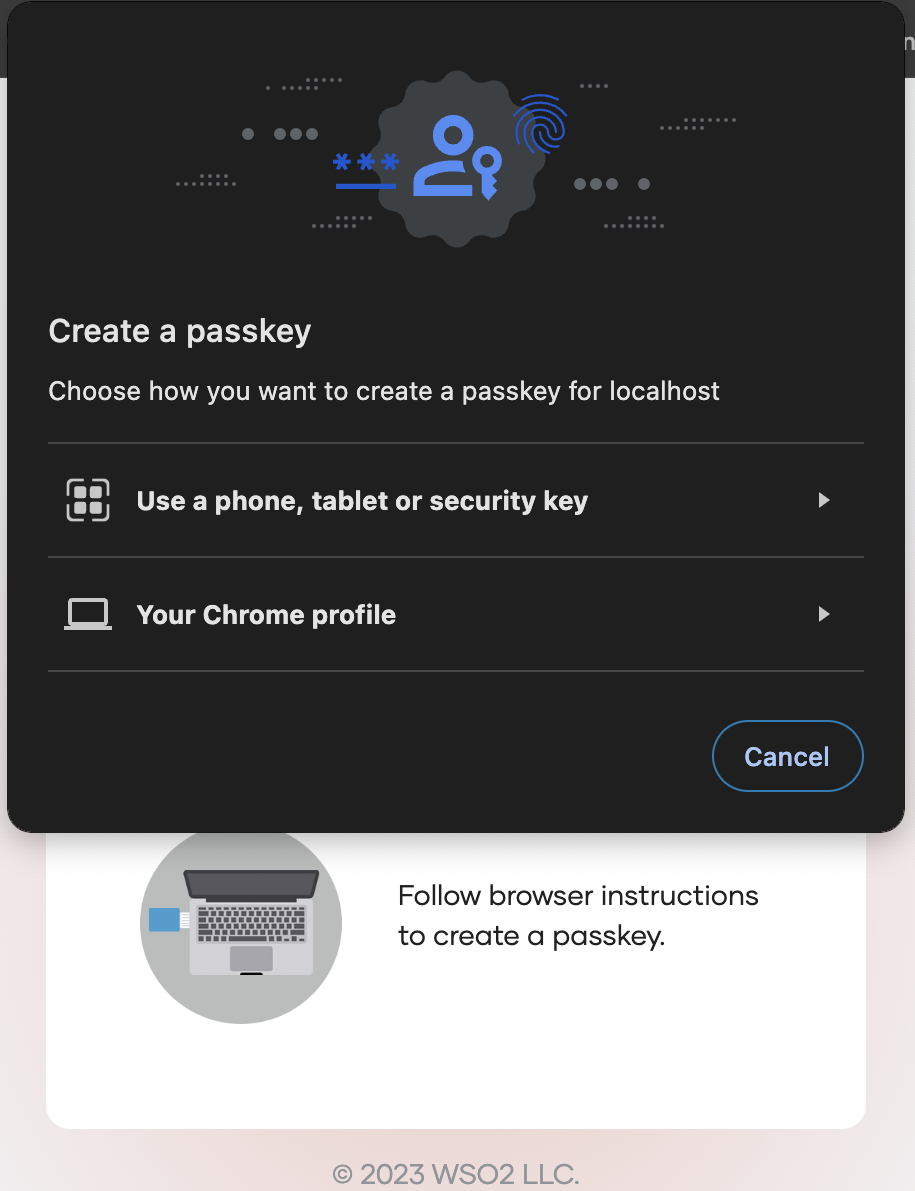 ***
Create a passkey
Choose how you want to create a passkey for localhost
Use a phone, tablet or security key
Your Chrome profile
Cancel
Follow browser instructions
to create a passkey.
© 2023 WSO2 LLC.